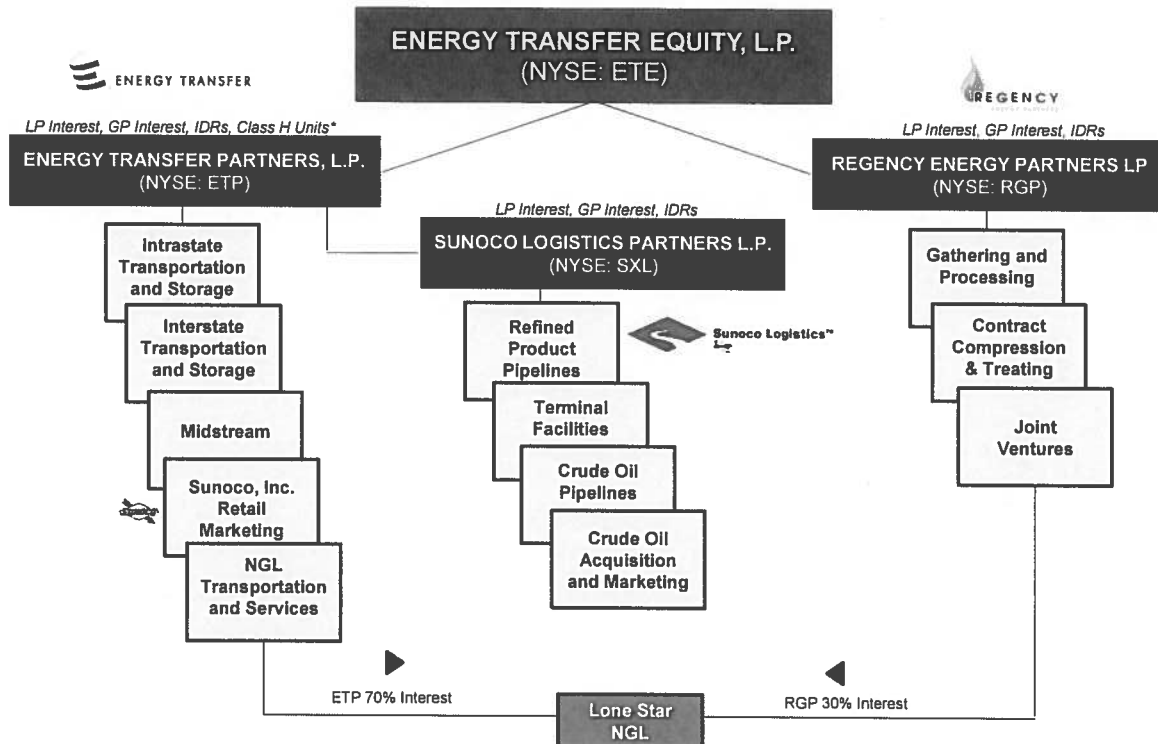 ENERGY TRANSFER EQUITY, L.P.
(NYSE: ETE)
ENERGY TRANSFER
REGENCY
LP Interest, GP Interest, IDRs, Class H Units*
ENERGY TRANSFER PARTNERS, L.P.
(NYSE: ETP)
LP Interest, GP Interest, IDRs
REGENCY ENERGY PARTNERS LP
(NYSE: RGP)
LP Interest, GP Interest, IDRs
SUNOCO LOGISTICS PARTNERS L.P.
(NYSE: SXL)
Intrastate
Transportation
and Storage
Interstate
Transportation
and Storage
Midstream
Sunoco, Inc.
Retail
Marketing
SUNOCO
NGL
Transportation
and Services
Refined
Product
Pipelines
Sunoco Logistics
Terminal
Facilities
Crude Oil
Pipelines
Crude Oil
Acquisition
and Marketing
Gathering and
Processing
Contract
Compression
& Treating
Joint
Ventures
ETP 70% Interest
RGP 30% Interest
Lone Star
NGL